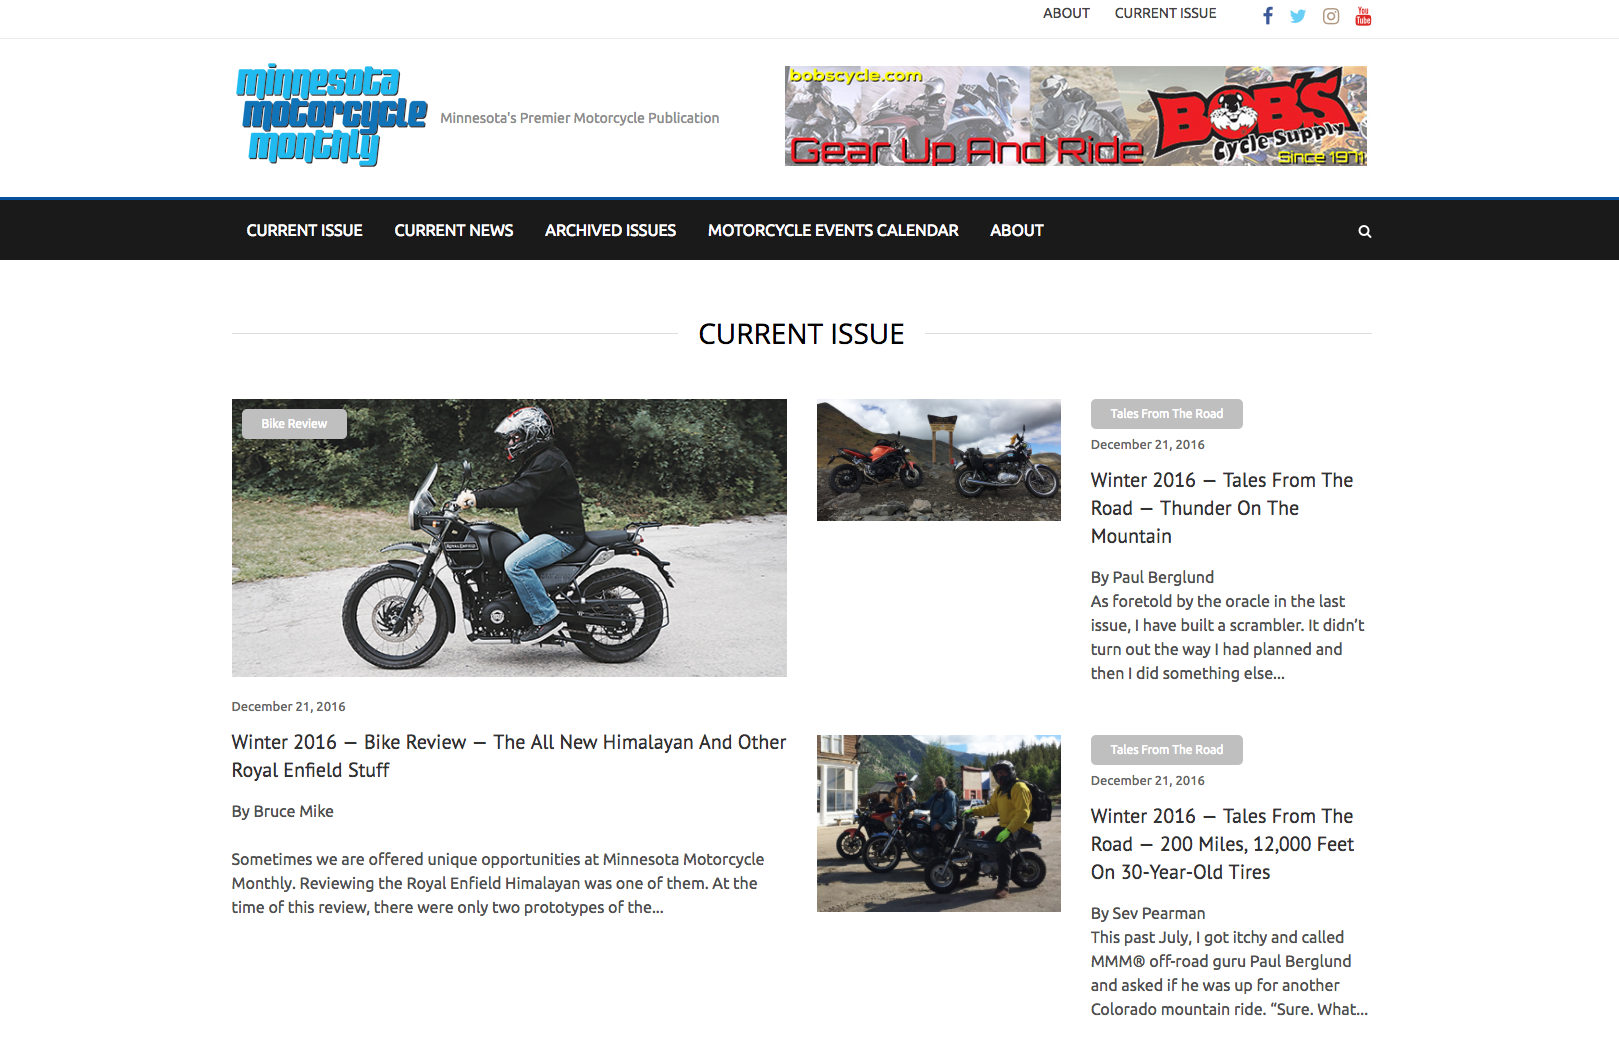 ABOUT CURRENT ISSUE You Tube
minnesota
motorcycle
monthly
Minnesota's Premier Motorcycle Publication
bobscycle.com
BOB'S
Cycle Supply
Gear Up And Ride
Since 1971
CURRENT ISSUE CURRENT NEWS ARCHIVED ISSUES MOTORCYCLE EVENTS CALENDAR ABOUT
CURRENT ISSUE
Bike Review
ROYAL ENFIELD
December 21, 2016
Winter 2016 — Bike Review — The All New Himalayan And Other
Royal Enfield Stuff
By Bruce Mike
Sometimes we are offered unique opportunities at Minnesota Motorcycle
Monthly. Reviewing the Royal Enfield Himalayan was one of them. At the
time of this review, there were only two prototypes of the...
Tales From The Road
December 21, 2016
Winter 2016 — Tales From The
Road — Thunder On The
Mountain
By Paul Berglund
As foretold by the oracle in the last
issue, I have built a scrambler. It didn’t
turn out the way I had planned and
then I did something else...
Tales From The Road
December 21, 2016
Winter 2016 — Tales From The
Road — 200 Miles, 12,000 Feet
On 30-Year-Old Tires
By Sev Pearman
This past July, I got itchy and called
MMM® off-road guru Paul Berglund
and asked if he was up for another
Colorado mountain ride. “Sure. What...